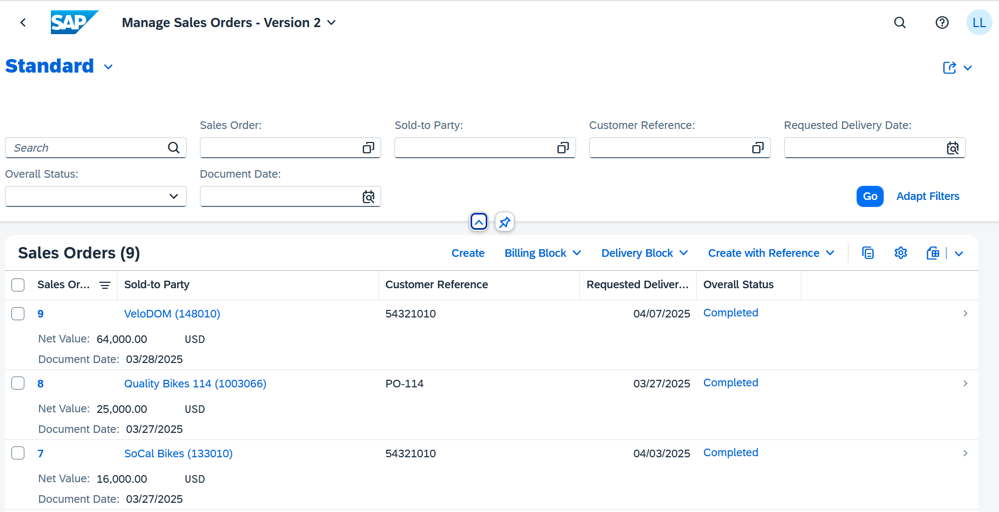 SAP Manage Sales Orders - Version 2 LL
Standard
Sales Order: Sold-to Party: Customer Reference: Requested Delivery Date:
Search
Overall Status: Document Date:
Go Adapt Filters
Sales Orders (9) Create Billing Block Delivery Block Create with Reference
Sales Or... Sold-to Party Customer Reference Requested Deliver... Overall Status
9 VeloDOM (148010) 54321010 04/07/2025 Completed
Net Value: 64,000.00 USD
Document Date: 03/28/2025
8 Quality Bikes 114 (1003066) PO-114 03/27/2025 Completed
Net Value: 25,000.00 USD
Document Date: 03/27/2025
7 SoCal Bikes (133010) 54321010 04/03/2025 Completed
Net Value: 16,000.00 USD
Document Date: 03/27/2025